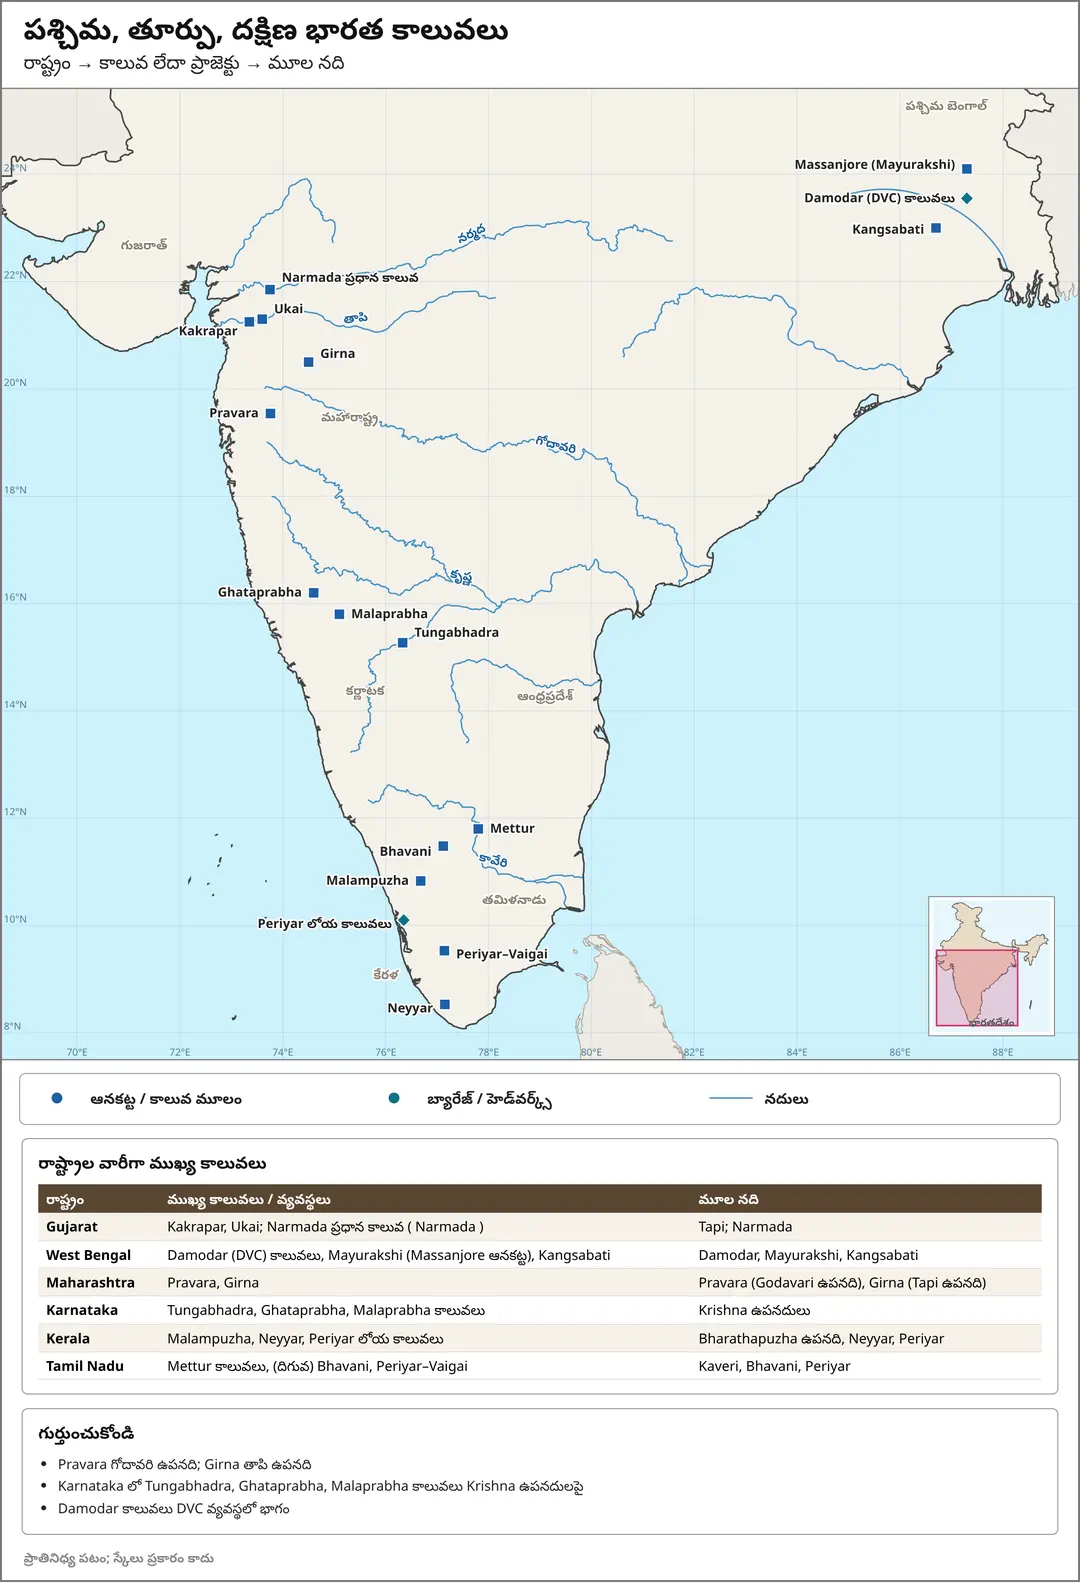 పశ్చిమ, తూర్పు, దక్షిణ భారత కాలువలు
రాష్ట్రం → కాలువ లేదా ప్రాజెక్టు → మూల నది
పశ్చిమ బెంగాల్
24°N
Massanjore (Mayurakshi)
Damodar (DVC) కాలువలు
Kangsabati
గుజరాత్
నర్మద
22°N
Narmada ప్రధాన కాలువ
Ukai
తాపి
Kakrapar
Girna
20°N
Pravara
మహారాష్ట్ర
గోదావరి
18°N
కృష్ణ
16°N
Ghataprabha
Malaprabha
Tungabhadra
కర్ణాటక
ఆంధ్రప్రదేశ్
14°N
12°N
Mettur
Bhavani
కావేరి
Malampuzha
తమిళనాడు
10°N
Periyar లోయ కాలువలు
Periyar–Vaigai
కేరళ
Neyyar
8°N
భారతదేశం
70°E 72°E 74°E 76°E 78°E 80°E 82°E 84°E 86°E 88°E
ఆనకట్ట / కాలువ మూలం
బ్యారేజ్ / హెడ్‌వర్క్స్
నదులు
రాష్ట్రాల వారీగా ముఖ్య కాలువలు
రాష్ట్రం ముఖ్య కాలువలు / వ్యవస్థలు మూల నది
Gujarat Kakrapar, Ukai; Narmada ప్రధాన కాలువ ( Narmada ) Tapi; Narmada
West Bengal Damodar (DVC) కాలువలు, Mayurakshi (Massanjore ఆనకట్ట), Kangsabati Damodar, Mayurakshi, Kangsabati
Maharashtra Pravara, Girna Pravara (Godavari ఉపనది), Girna (Tapi ఉపనది)
Karnataka Tungabhadra, Ghataprabha, Malaprabha కాలువలు Krishna ఉపనదులు
Kerala Malampuzha, Neyyar, Periyar లోయ కాలువలు Bharathapuzha ఉపనది, Neyyar, Periyar
Tamil Nadu Mettur కాలువలు, (దిగువ) Bhavani, Periyar–Vaigai Kaveri, Bhavani, Periyar
గుర్తుంచుకోండి
• Pravara గోదావరి ఉపనది; Girna తాపి ఉపనది
• Karnataka లో Tungabhadra, Ghataprabha, Malaprabha కాలువలు Krishna ఉపనదులపై
• Damodar కాలువలు DVC వ్యవస్థలో భాగం
ప్రాతినిధ్య పటం; స్కేలు ప్రకారం కాదు